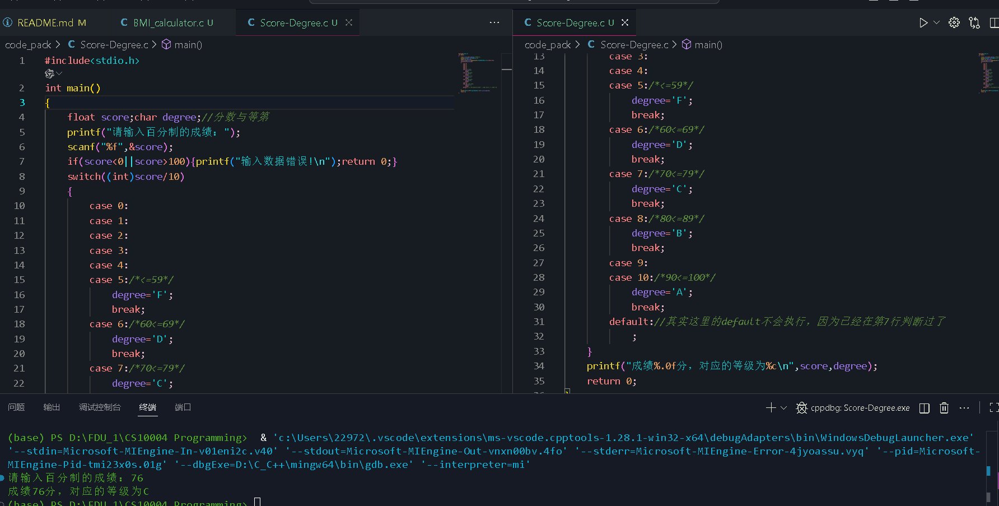 README.md M
BMI_calculator.c U
Score-Degree.c U
Score-Degree.c U
code_pack > C Score-Degree.c > main()
1 #include<stdio.h>
2 int main()
3 {
4 float score;char degree;//分数与等第
5 printf("请输入百分制的成绩: ");
6 scanf("%f",&score);
7 if(score<0||score>100){printf("输入数据错误!\n");return 0;}
8 switch((int)score/10)
9 {
10 case 0:
11 case 1:
12 case 2:
13 case 3:
14 case 4:
15 case 5:/*<=59*/
16 degree='F';
17 break;
18 case 6:/*60<=69*/
19 degree='D';
20 break;
21 case 7:/*70<=79*/
22 degree='C';
code_pack > C Score-Degree.c > main()
13 case 3:
14 case 4:
15 case 5:/*<=59*/
16 degree='F';
17 break;
18 case 6:/*60<=69*/
19 degree='D';
20 break;
21 case 7:/*70<=79*/
22 degree='C';
23 break;
24 case 8:/*80<=89*/
25 degree='B';
26 break;
27 case 9:
28 case 10:/*90<=100*/
29 degree='A';
30 break;
31 default://其实这里的default不会执行，因为已经在第7行判断过了
32 ;
33 }
34 printf("成绩%.0f分，对应的等级为%c\n",score,degree);
35 return 0;
问题 输出 调试控制台 终端 端口
cppdbg: Score-Degree.exe
(base) PS D:\FDU_1\CS10004 Programming> & 'c:\Users\22972\.vscode\extensions\ms-vscode.cpptools-1.28.1-win32-x64\debugAdapters\bin\WindowsDebugLauncher.exe'
'--stdin=Microsoft-MIEngine-In-v01eni2c.v40' '--stdout=Microsoft-MIEngine-Out-vnxn00bv.4fo' '--stderr=Microsoft-MIEngine-Error-4jyoassu.vyq' '--pid=Microsoft-
MIEngine-Pid-tmi23x0s.01g' '--dbgExe=D:\C_C++\mingw64\bin\gdb.exe' '--interpreter=mi'
请输入百分制的成绩: 76
成绩76分，对应的等级为C
(base) PS D:\FDU_1\CS10004 Programming>